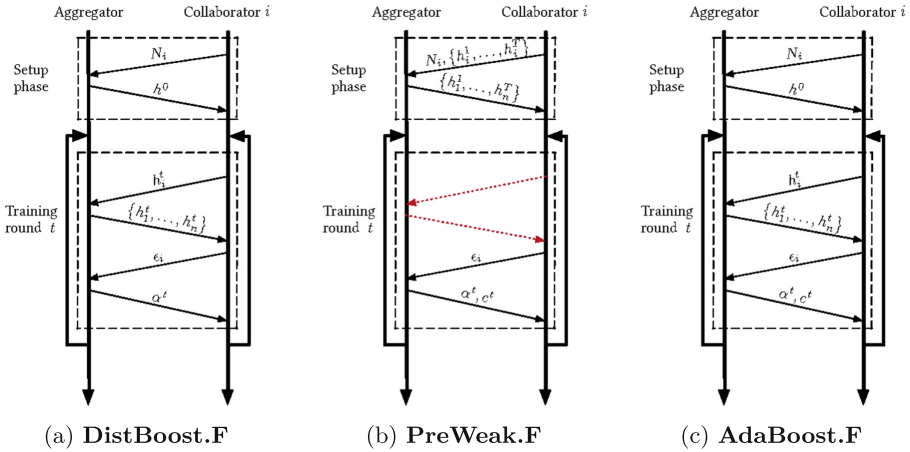 Aggregator Collaborator i
Setup phase
N_i
h^0
Training round t
h_i^t
{h_1^t, ..., h_n^t}
ϵ_i
α^t
(a) DistBoost.F
Aggregator Collaborator i
Setup phase
N_i, {h_i^1, ..., h_i^T}
{h_1^1, ..., h_n^T}
Training round t
ϵ_i
α^t, c^t
(b) PreWeak.F
Aggregator Collaborator i
Setup phase
N_i
h^0
Training round t
h_i^t
{h_1^t, ..., h_n^t}
ϵ_i
α^t, c^t
(c) AdaBoost.F